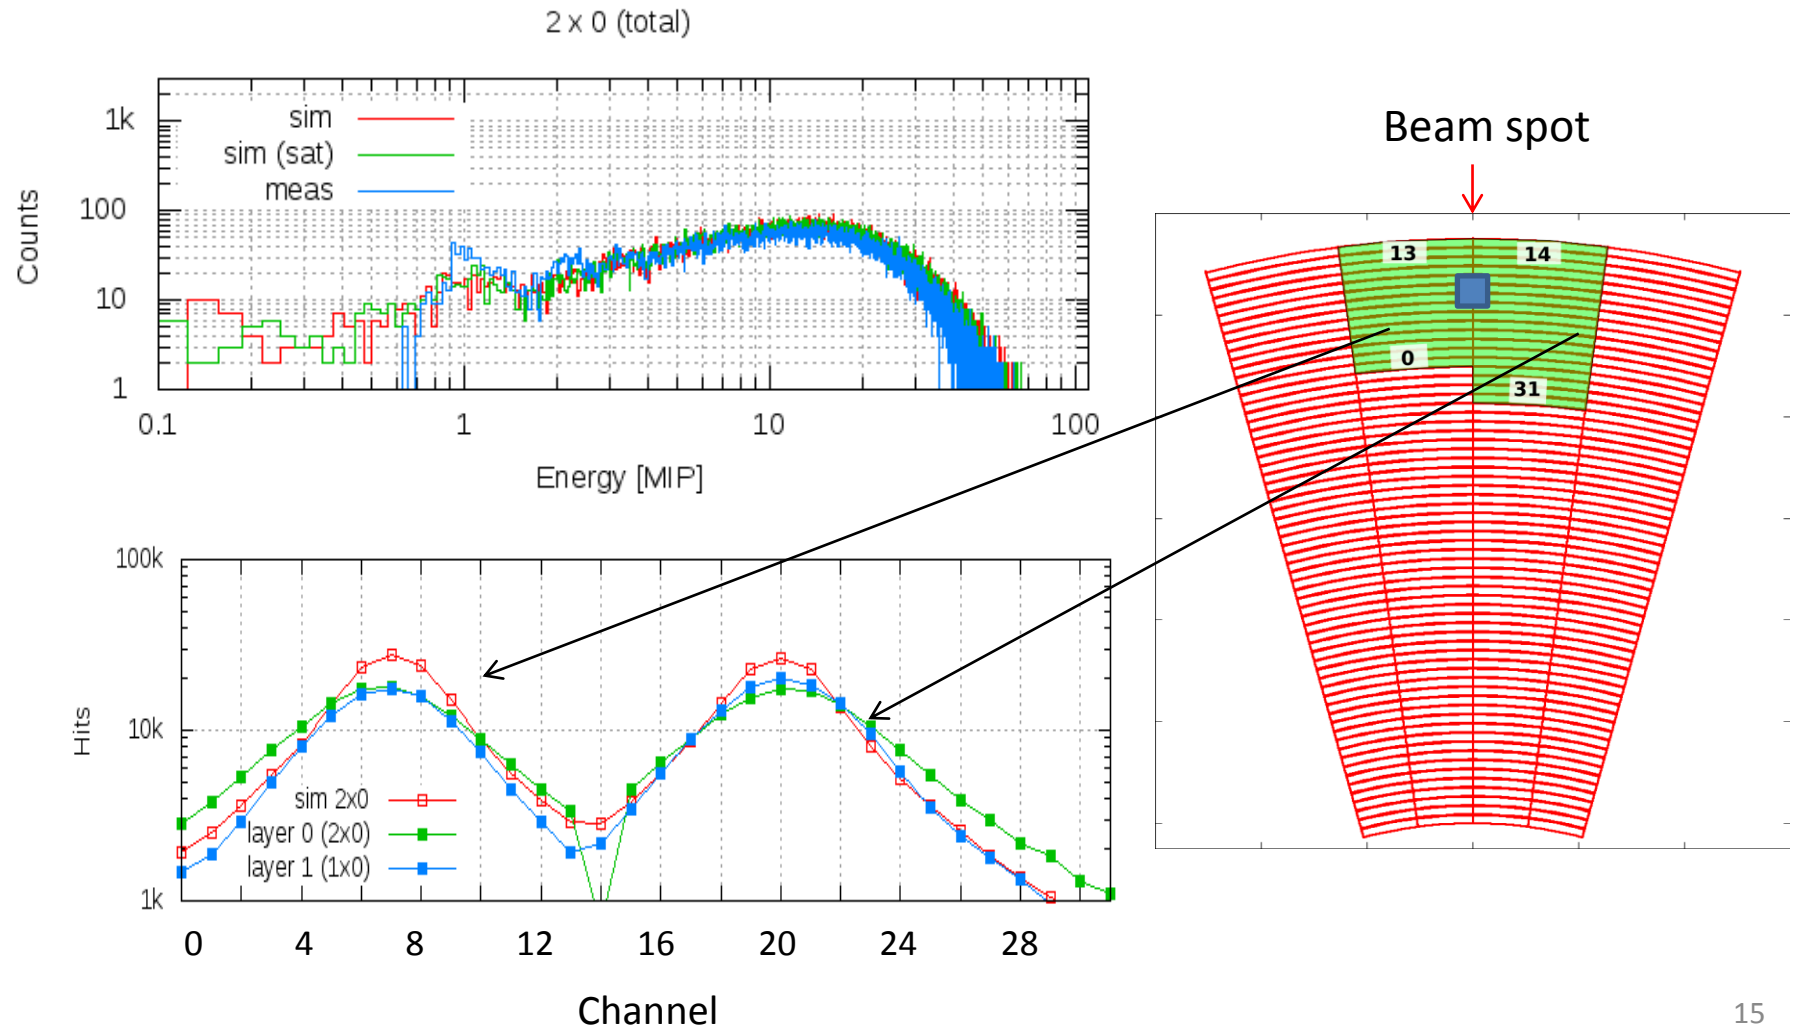 2 x 0 (total)
Counts
1k
100
10
1
sim
sim (sat)
meas
0.1 1 10 100
Energy [MIP]
Beam spot
13 14
0
31
Hits
100k
10k
1k
sim 2x0
layer 0 (2x0)
layer 1 (1x0)
0 4 8 12 16 20 24 28
Channel
15